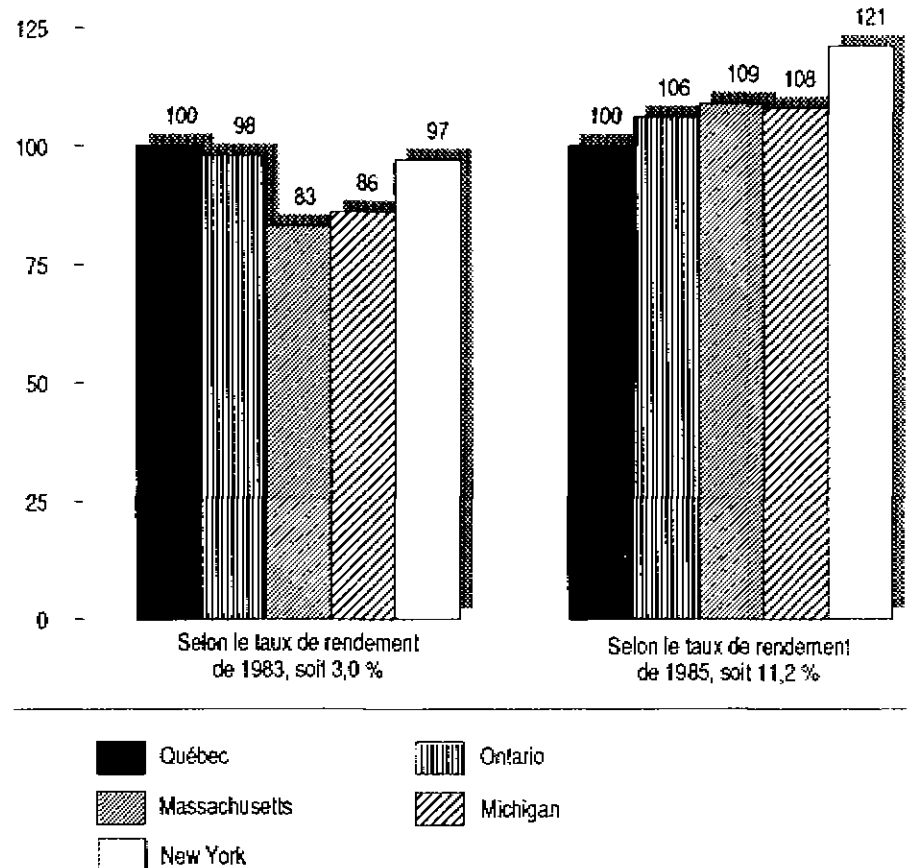 121
125
109
108
106
100
98
100
97
100
86
83
75
50
25
0
Selon le taux de rendement
de 1983, soit 3,0 %
Selon le taux de rendement
de 1985, soit 11,2 %
Québec
Ontario
Massachusetts
Michigan
New York